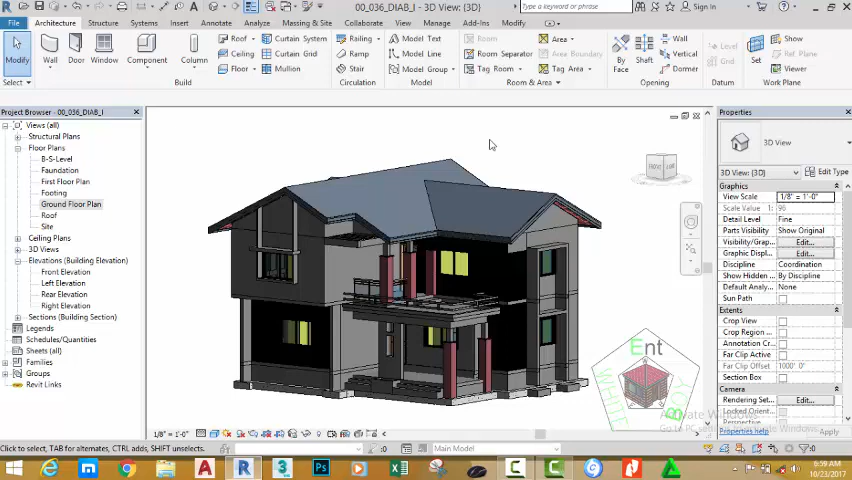 00_036_DIAB_I - 3D View: {3D}
Type a keyword or phrase
Sign In
File Architecture Structure Systems Insert Annotate Massing & Site Collaborate View Manage Add-Ins Modify
Modify Wall Door Window Component Column
Roof
Ceiling
Floor
Curtain System
Curtain Grid
Mullion
Railing
Ramp
Stair
Model Text
Model Line
Model Group
Room
Room Separator
Tag Room
Area
Area Boundary
Tag Area
By Face
Shaft
Wall
Vertical
Dormer
Level
Grid
Set
Show
Ref Plane
Viewer
Select Build Circulation Model Room & Area Opening Datum Work Plane
Project Browser - 00_036_DIAB_I
Views (all)
Structural Plans
Floor Plans
B-S-Level
Foundation
First Floor Plan
Footing
Ground Floor Plan
Roof
Site
Ceiling Plans
3D Views
Elevations (Building Elevation)
Front Elevation
Left Elevation
Rear Elevation
Right Elevation
Sections (Building Section)
Legends
Schedules/Quantities
Sheets (all)
Families
Groups
Revit Links
Properties
3D View
3D View: {3D} Edit Type
Graphics
View Scale 1/8" = 1'-0"
Scale Value 1: 96
Detail Level Fine
Parts Visibility Show Original
Visibility/Grap... Edit...
Graphic Displ... Edit...
Discipline Coordination
Show Hidden ... By Discipline
Default Analy... None
Sun Path
Extents
Crop View
Crop Region ...
Annotation Cr...
Far Clip Active
Far Clip Offset 1000' 0"
Section Box
Camera
Rendering Set... Edit...
Locked Orient...
Perspective
Properties help Apply
Ent
WHITE
BOY
Activate Windows
Go to PC
1/8" = 1'-0"
Click to select, TAB for alternates, CTRL adds, SHIFT unselects.
:0 Main Model
:0
6:59 AM
10/23/2017